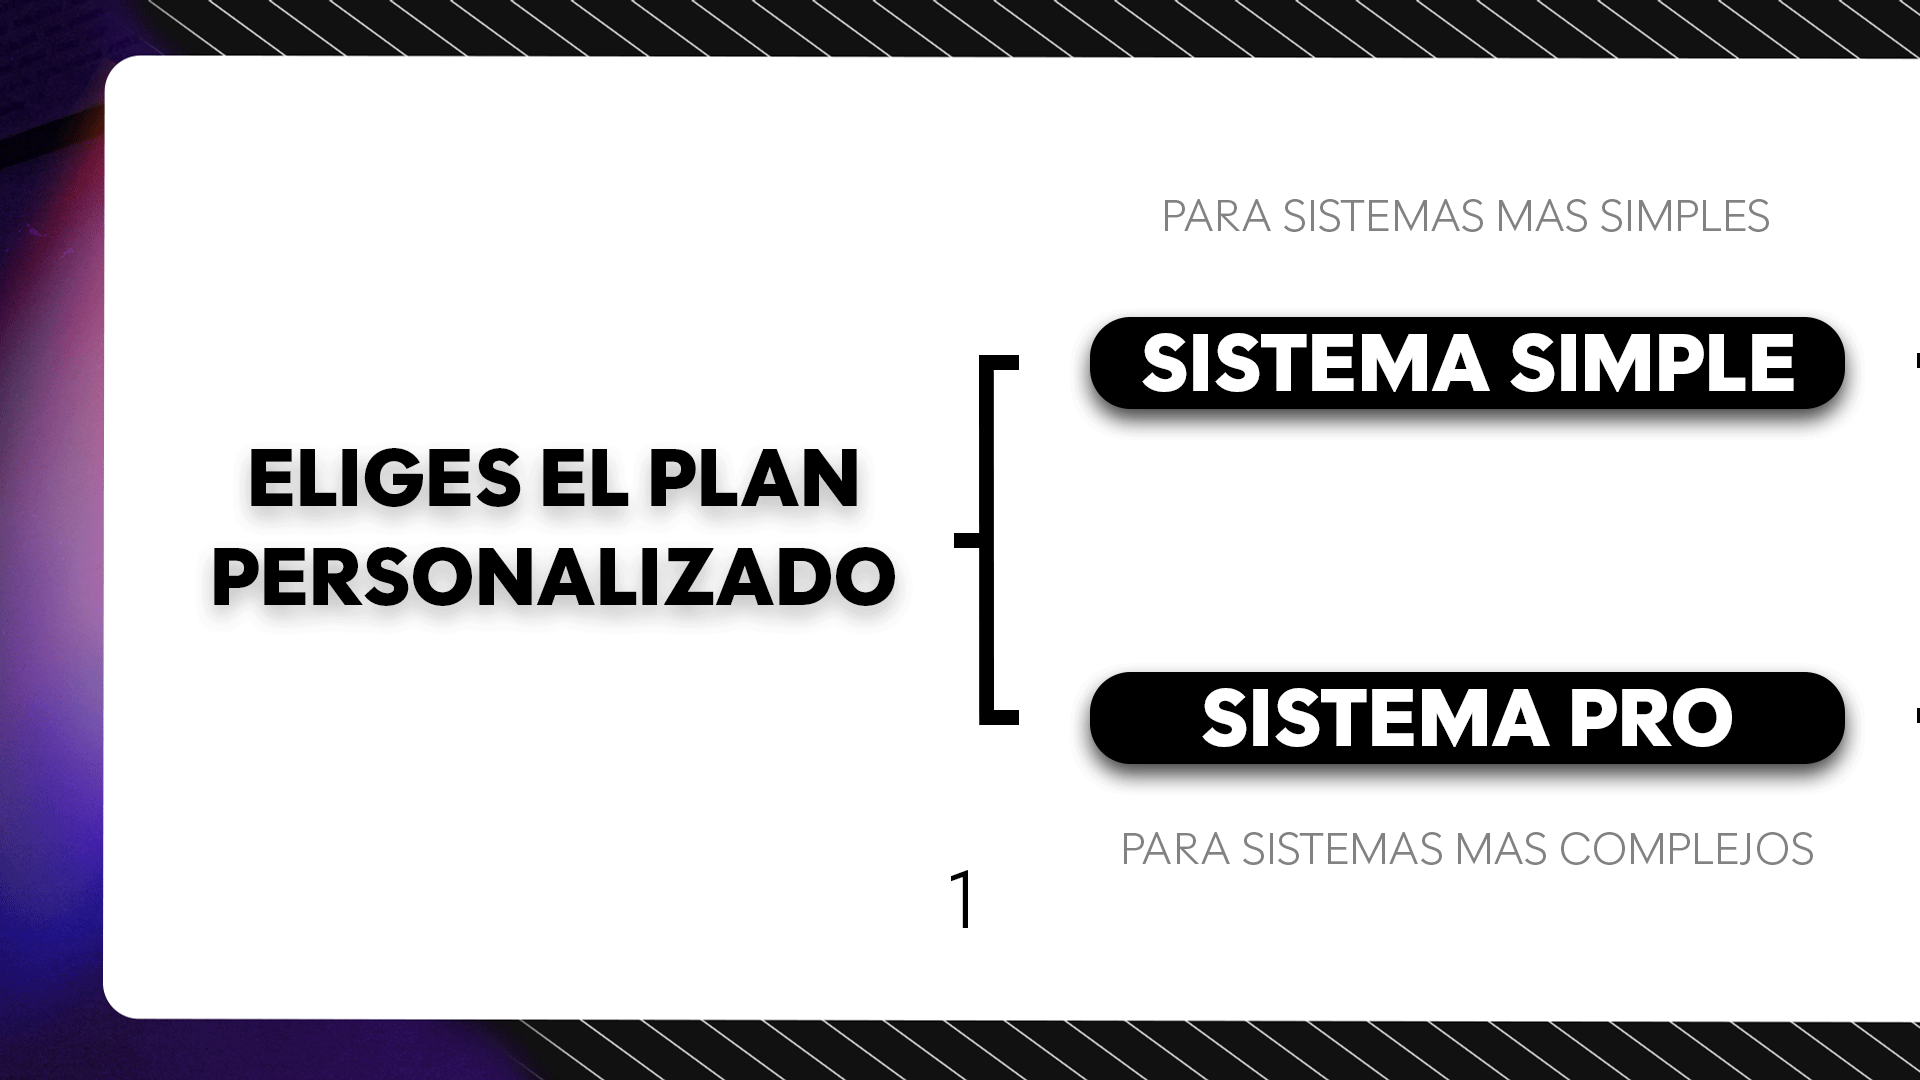 PARA SISTEMAS MAS SIMPLES
SISTEMA SIMPLE
ELIGES EL PLAN
PERSONALIZADO
SISTEMA PRO
PARA SISTEMAS MAS COMPLEJOS
1